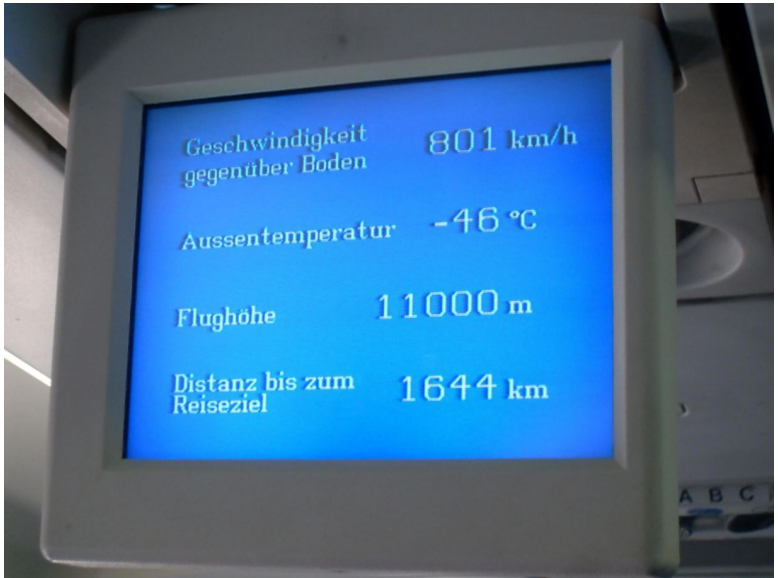 Geschwindigkeit 801 km/h
gegenüber Boden
Aussentemperatur -46 °C
Flughöhe 11000 m
Distanz bis zum 1644 km
Reiseziel
A B C